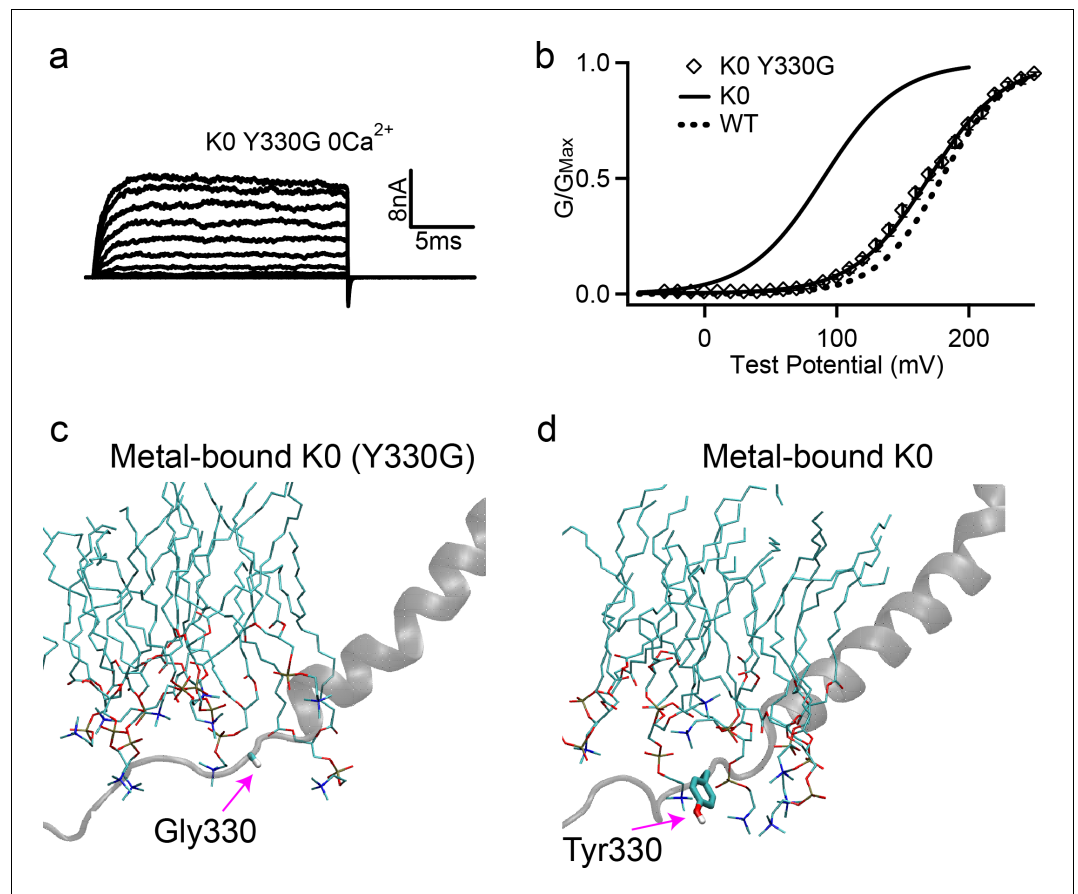 a
K0 Y330G 0Ca²⁺
8nA
5ms
b
K0 Y330G
K0
WT
G/GMax
1.0
0.5
0.0
0 100 200
Test Potential (mV)
c
Metal-bound K0 (Y330G)
Gly330
d
Metal-bound K0
Tyr330